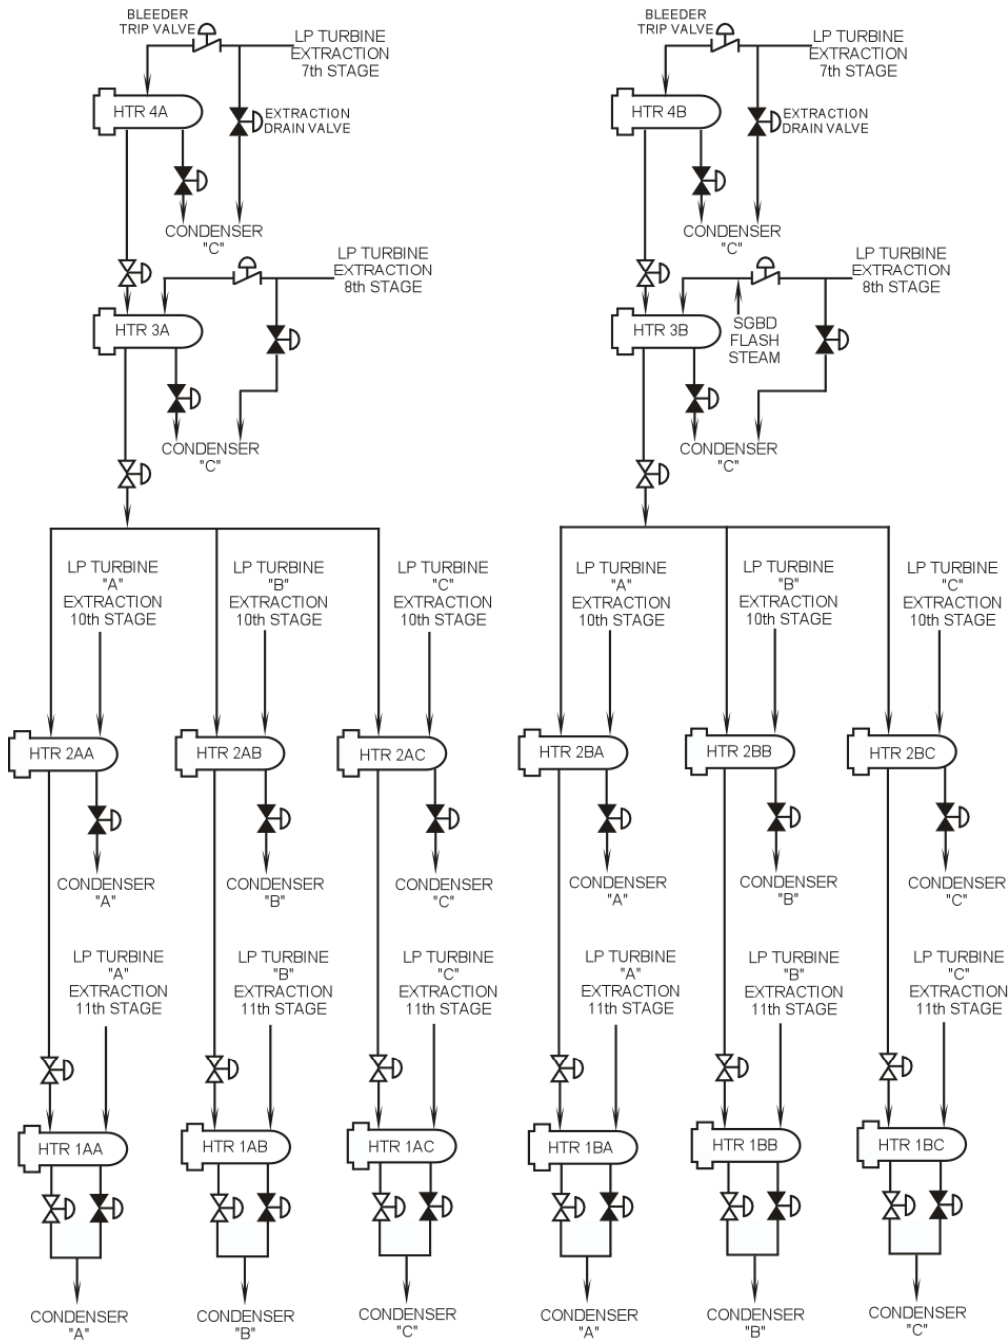 BLEEDER
TRIP VALVE
LP TURBINE
EXTRACTION
7th STAGE
HTR 4A
EXTRACTION
DRAIN VALVE
CONDENSER
"C"
LP TURBINE
EXTRACTION
8th STAGE
HTR 3A
CONDENSER
"C"
BLEEDER
TRIP VALVE
LP TURBINE
EXTRACTION
7th STAGE
HTR 4B
EXTRACTION
DRAIN VALVE
CONDENSER
"C"
LP TURBINE
EXTRACTION
8th STAGE
HTR 3B
SGBD
FLASH
STEAM
CONDENSER
"C"
LP TURBINE
"A"
EXTRACTION
10th STAGE
LP TURBINE
"B"
EXTRACTION
10th STAGE
LP TURBINE
"C"
EXTRACTION
10th STAGE
LP TURBINE
"A"
EXTRACTION
10th STAGE
LP TURBINE
"B"
EXTRACTION
10th STAGE
LP TURBINE
"C"
EXTRACTION
10th STAGE
HTR 2AA
HTR 2AB
HTR 2AC
HTR 2BA
HTR 2BB
HTR 2BC
CONDENSER
"A"
CONDENSER
"B"
CONDENSER
"C"
CONDENSER
"A"
CONDENSER
"B"
CONDENSER
"C"
LP TURBINE
"A"
EXTRACTION
11th STAGE
LP TURBINE
"B"
EXTRACTION
11th STAGE
LP TURBINE
"C"
EXTRACTION
11th STAGE
LP TURBINE
"A"
EXTRACTION
11th STAGE
LP TURBINE
"B"
EXTRACTION
11th STAGE
LP TURBINE
"C"
EXTRACTION
11th STAGE
HTR 1AA
HTR 1AB
HTR 1AC
HTR 1BA
HTR 1BB
HTR 1BC
CONDENSER
"A"
CONDENSER
"B"
CONDENSER
"C"
CONDENSER
"A"
CONDENSER
"B"
CONDENSER
"C"